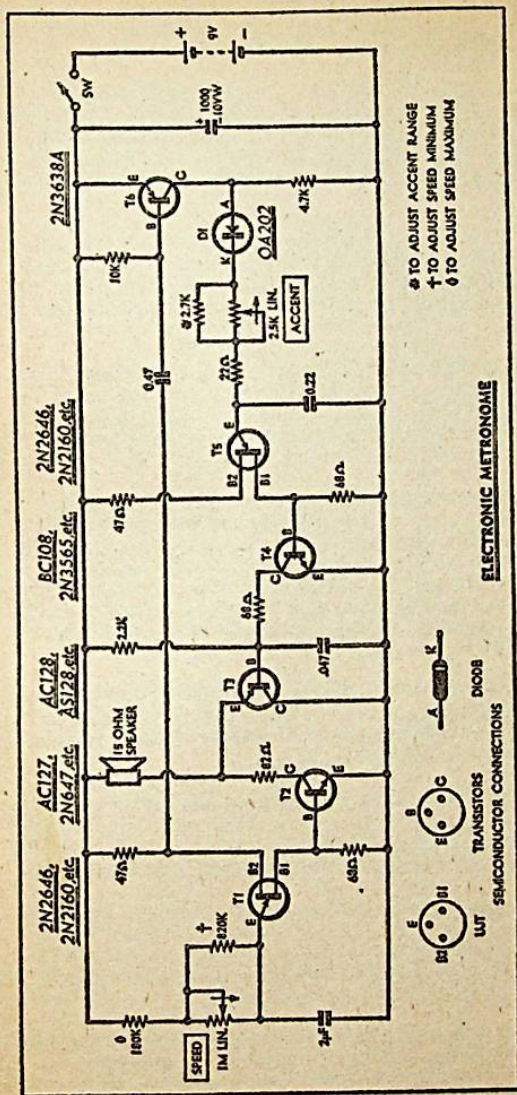 2N2646,
2N2160,etc.
AC127,
2N647,etc.
AC128,
AS128,etc.
BC108,
2N3565,etc.
2N2646,
2N2160,etc.
2N3638A
SW
◊
180K
SPEED
1M LIN.
†
820K
2µF
47Ω
T1
E
B2
B1
68Ω
15 OHM
SPEAKER
82Ω
T2
B
C
E
2.2K
T3
E
B
C
.047
68Ω
T4
C
B
E
47Ω
B2
B1
T5
E
68Ω
0.47
22Ω
0.22
ø 2.7K
2.5K LIN.
ACCENT
10K
B
T6
E
C
K
D1
A
OA202
4.7K
+
1000
10VW
+
9V
-
B2
E
B1
UJT
E
B
C
TRANSISTORS
A
K
DIODE
SEMICONDUCTOR CONNECTIONS
ELECTRONIC METRONOME
ø TO ADJUST ACCENT RANGE
† TO ADJUST SPEED MINIMUM
◊ TO ADJUST SPEED MAXIMUM